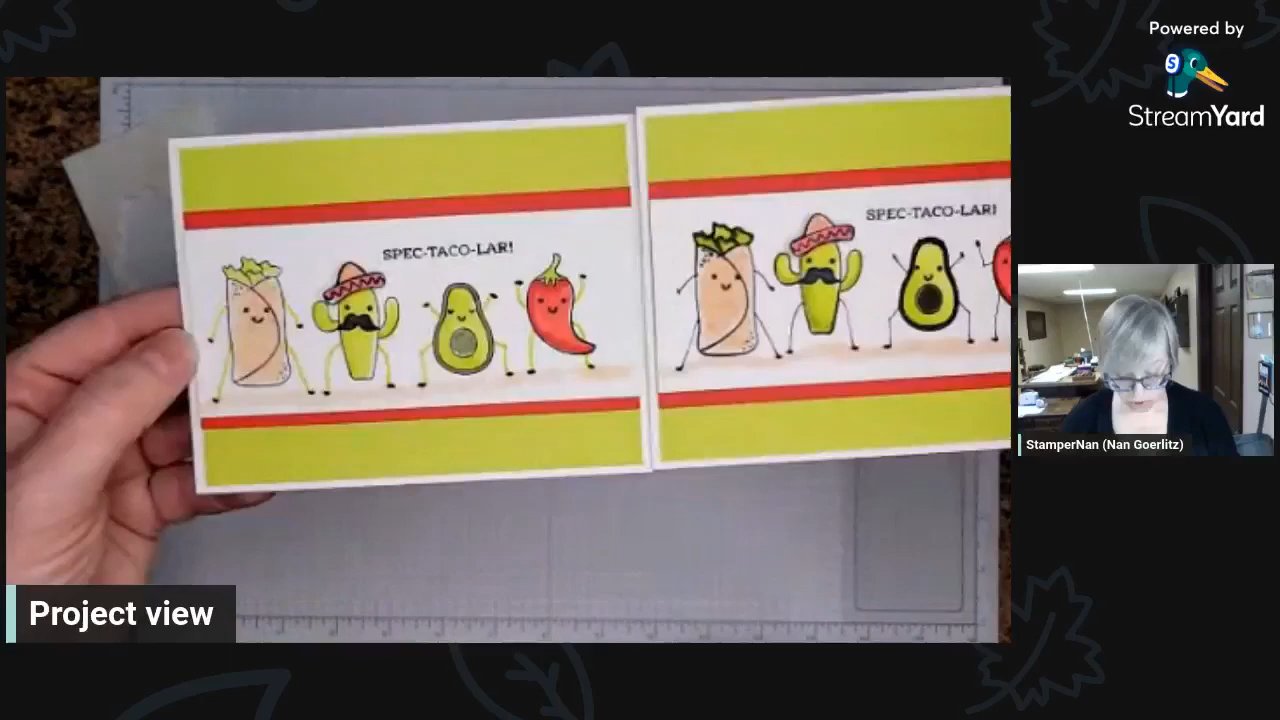 Powered by
StreamYard
SPEC-TACO-LAR!
SPEC-TACO-LAR!
StamperNan (Nan Goerlitz)
Project view